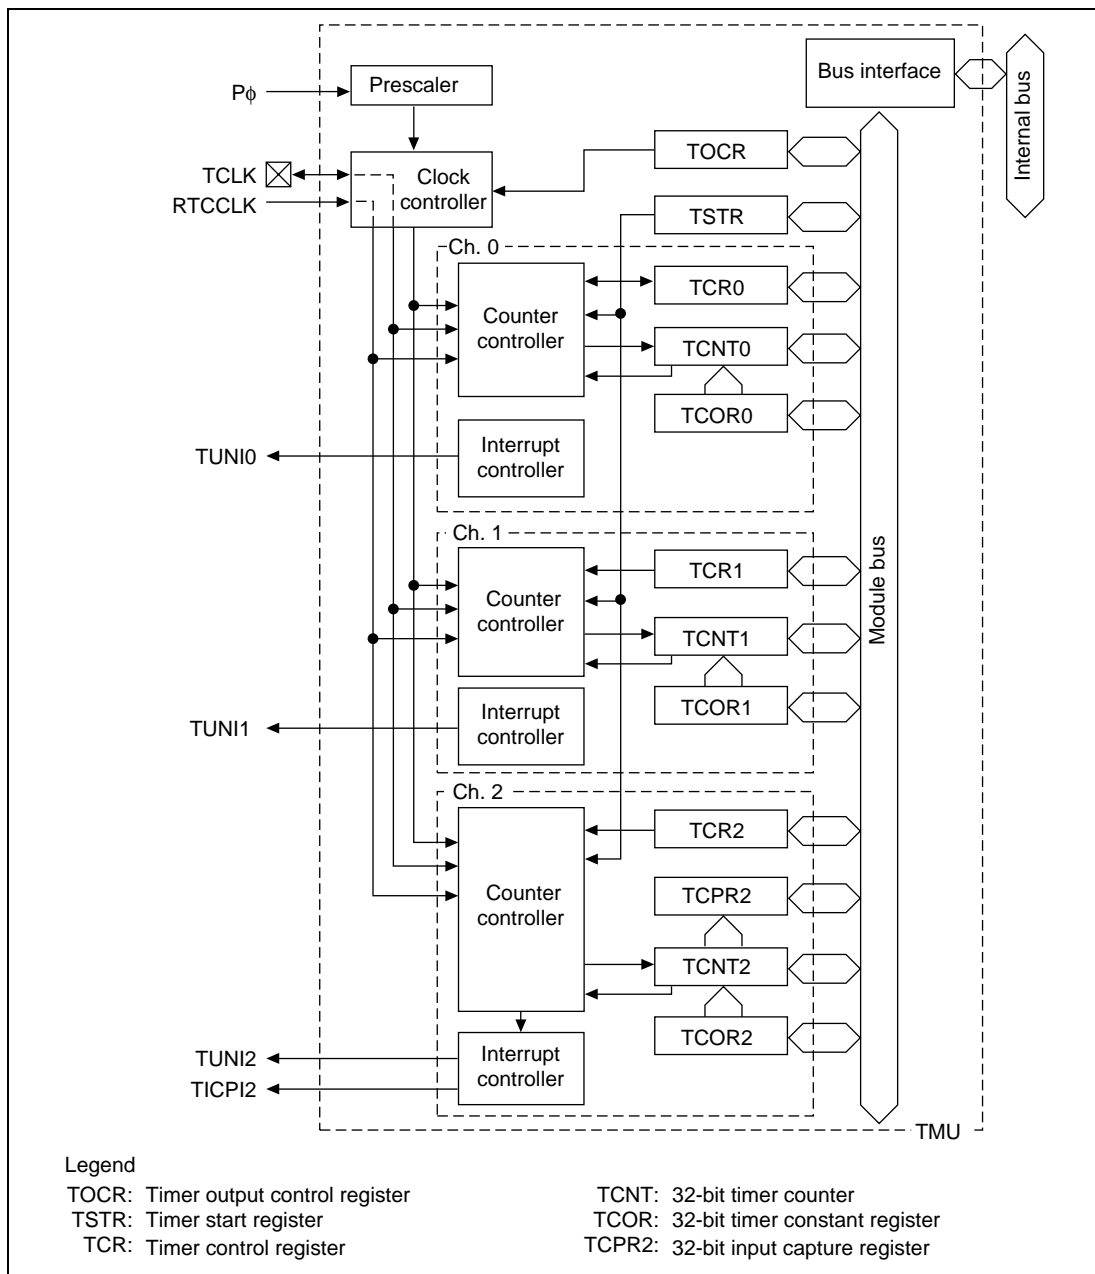 Bus interface
Internal bus
Prescaler
Pϕ
TOCR
TCLK
Clock
controller
RTCCLK
TSTR
Ch. 0
TCR0
Counter
controller
TCNT0
TCOR0
Interrupt
controller
TUNI0
Module bus
Ch. 1
TCR1
Counter
controller
TCNT1
TCOR1
Interrupt
controller
TUNI1
Ch. 2
TCR2
TCPR2
Counter
controller
TCNT2
TCOR2
Interrupt
controller
TUNI2
TICPI2
TMU
Legend
TOCR: Timer output control register
TSTR: Timer start register
TCR: Timer control register
TCNT: 32-bit timer counter
TCOR: 32-bit timer constant register
TCPR2: 32-bit input capture register